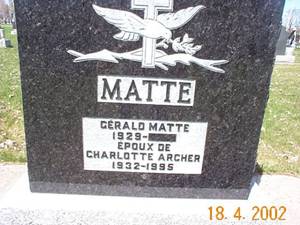 MATTE
GÉRALD MATTE
1929-
ÉPOUX DE
CHARLOTTE ARCHER
1932-1995
18. 4. 2002